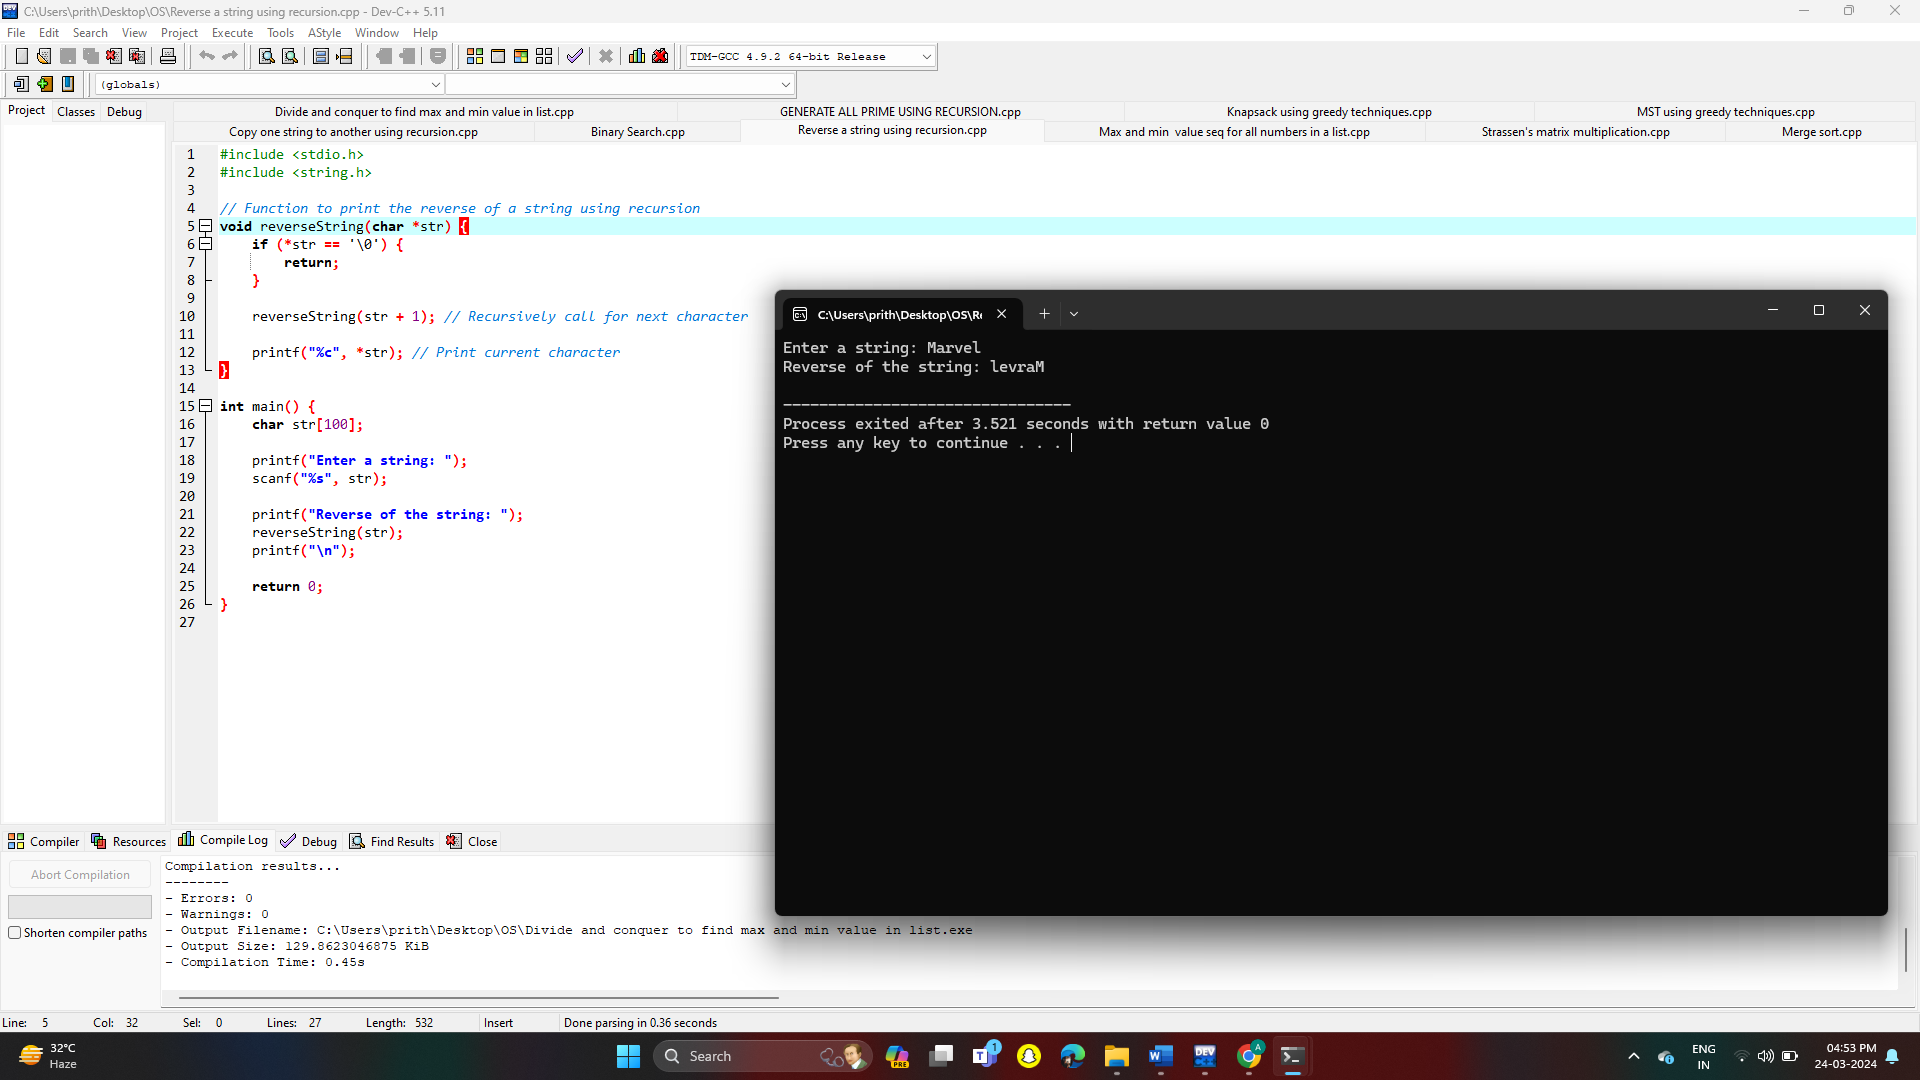 C:\Users\prith\Desktop\OS\Reverse a string using recursion.cpp - Dev-C++ 5.11
File Edit Search View Project Execute Tools AStyle Window Help
TDM-GCC 4.9.2 64-bit Release
(globals)
Project Classes Debug
Divide and conquer to find max and min value in list.cpp GENERATE ALL PRIME USING RECURSION.cpp Knapsack using greedy techniques.cpp MST using greedy techniques.cpp
Copy one string to another using recursion.cpp Binary Search.cpp Reverse a string using recursion.cpp Max and min value seq for all numbers in a list.cpp Strassen's matrix multiplication.cpp Merge sort.cpp
1 #include <stdio.h>
2 #include <string.h>
3
4 // Function to print the reverse of a string using recursion
5 void reverseString(char *str) {
6 if (*str == '\0') {
7 return;
8 }
9
10 reverseString(str + 1); // Recursively call for next character
11
12 printf("%c", *str); // Print current character
13 }
14
15 int main() {
16 char str[100];
17
18 printf("Enter a string: ");
19 scanf("%s", str);
20
21 printf("Reverse of the string: ");
22 reverseString(str);
23 printf("\n");
24
25 return 0;
26 }
27
C:\Users\prith\Desktop\OS\Re
Enter a string: Marvel
Reverse of the string: levraM
--------------------------------
Process exited after 3.521 seconds with return value 0
Press any key to continue . . .
Compiler Resources Compile Log Debug Find Results Close
Abort Compilation
Shorten compiler paths
Compilation results...
--------
- Errors: 0
- Warnings: 0
- Output Filename: C:\Users\prith\Desktop\OS\Divide and conquer to find max and min value in list.exe
- Output Size: 129.8623046875 KiB
- Compilation Time: 0.45s
Line: 5 Col: 32 Sel: 0 Lines: 27 Length: 532 Insert Done parsing in 0.36 seconds
32°C
Haze
Search
PRE
1
DEV
A
ENG
IN
04:53 PM
24-03-2024